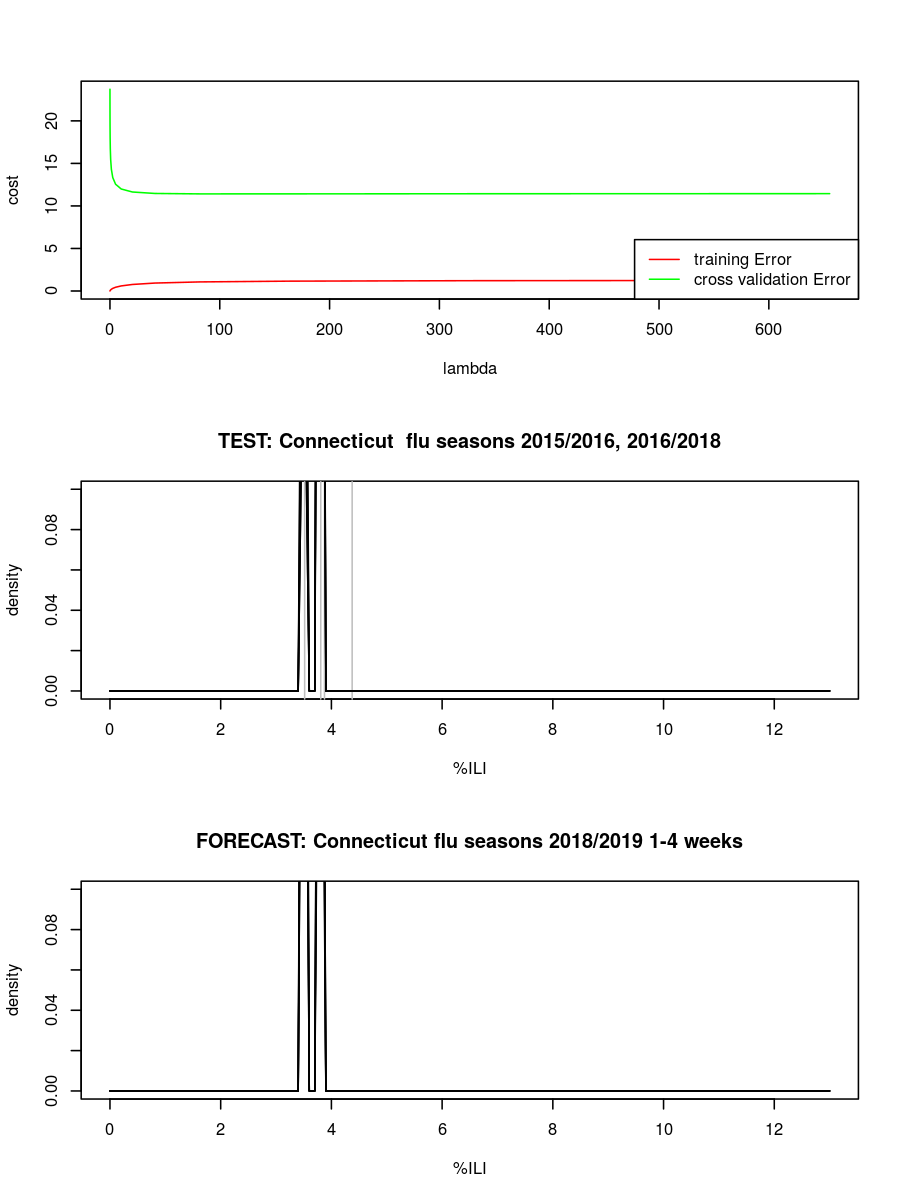 20
15
10
5
0
cost
training Error
cross validation Error
0 100 200 300 400 500 600
lambda
TEST: Connecticut  flu seasons 2015/2016, 2016/2018
0.08
0.04
0.00
density
0 2 4 6 8 10 12
%ILI
FORECAST: Connecticut flu seasons 2018/2019 1-4 weeks
0.08
0.04
0.00
density
0 2 4 6 8 10 12
%ILI